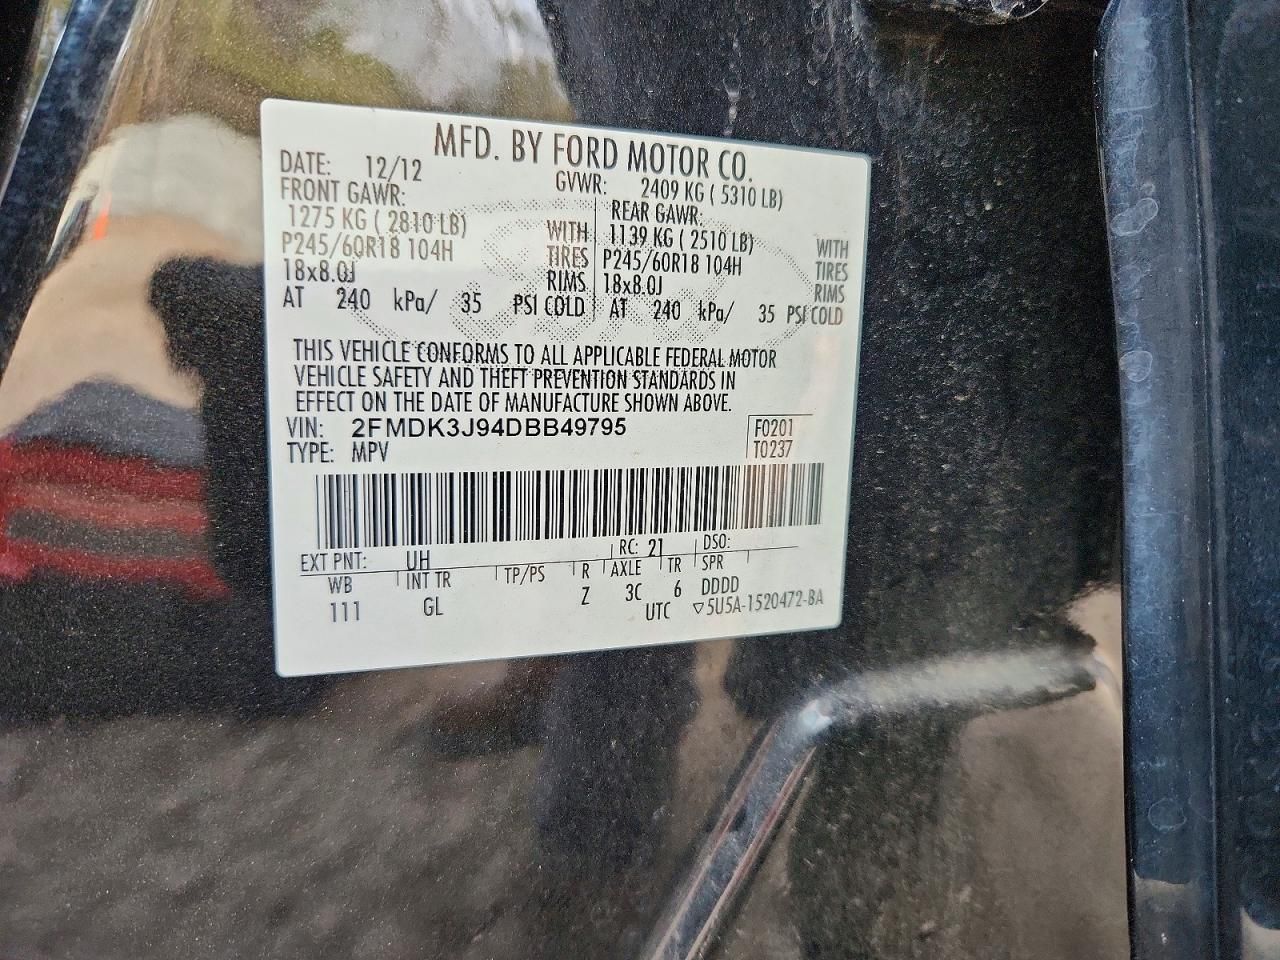 MFD. BY FORD MOTOR CO.
DATE: 12/12 GVWR: 2409 KG ( 5310 LB)
FRONT GAWR: REAR GAWR:
1275 KG ( 2810 LB) WITH 1139 KG ( 2510 LB) WITH
P245/60R18 104H TIRES P245/60R18 104H TIRES
18x8.0J RIMS 18x8.0J RIMS
AT 240 kPa/ 35 PSI COLD AT 240 kPa/ 35 PSI COLD
THIS VEHICLE CONFORMS TO ALL APPLICABLE FEDERAL MOTOR
VEHICLE SAFETY AND THEFT PREVENTION STANDARDS IN
EFFECT ON THE DATE OF MANUFACTURE SHOWN ABOVE.
VIN: 2FMDK3J94DBB49795 F0201
TYPE: MPV T0237
EXT PNT: UH RC: 21 DSO:
WB INT TR TP/PS R AXLE TR SPR
111 GL Z 3C 6 DDDD
UTC ▽5U5A-1520472-BA